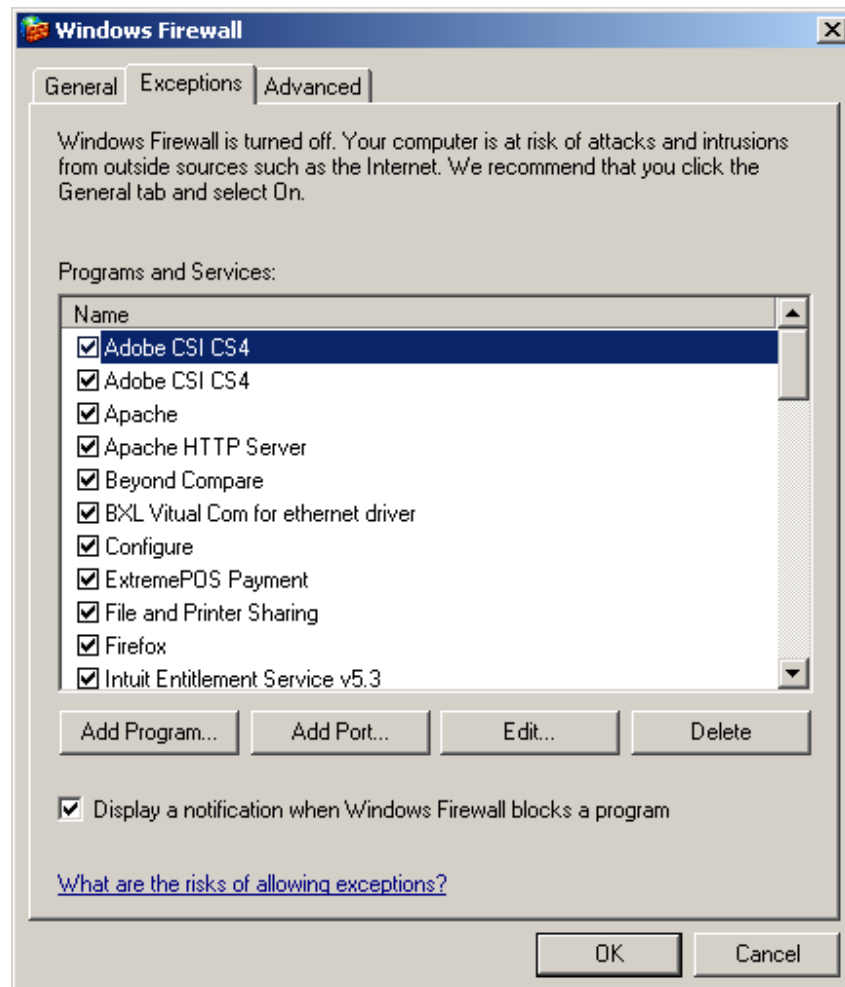 Windows Firewall
General Exceptions Advanced
Windows Firewall is turned off. Your computer is at risk of attacks and intrusions
from outside sources such as the Internet. We recommend that you click the
General tab and select On.
Programs and Services:
Name
Adobe CSI CS4
Adobe CSI CS4
Apache
Apache HTTP Server
Beyond Compare
BXL Vitual Com for ethernet driver
Configure
ExtremePOS Payment
File and Printer Sharing
Firefox
Intuit Entitlement Service v5.3
Add Program... Add Port... Edit... Delete
Display a notification when Windows Firewall blocks a program
What are the risks of allowing exceptions?
OK Cancel